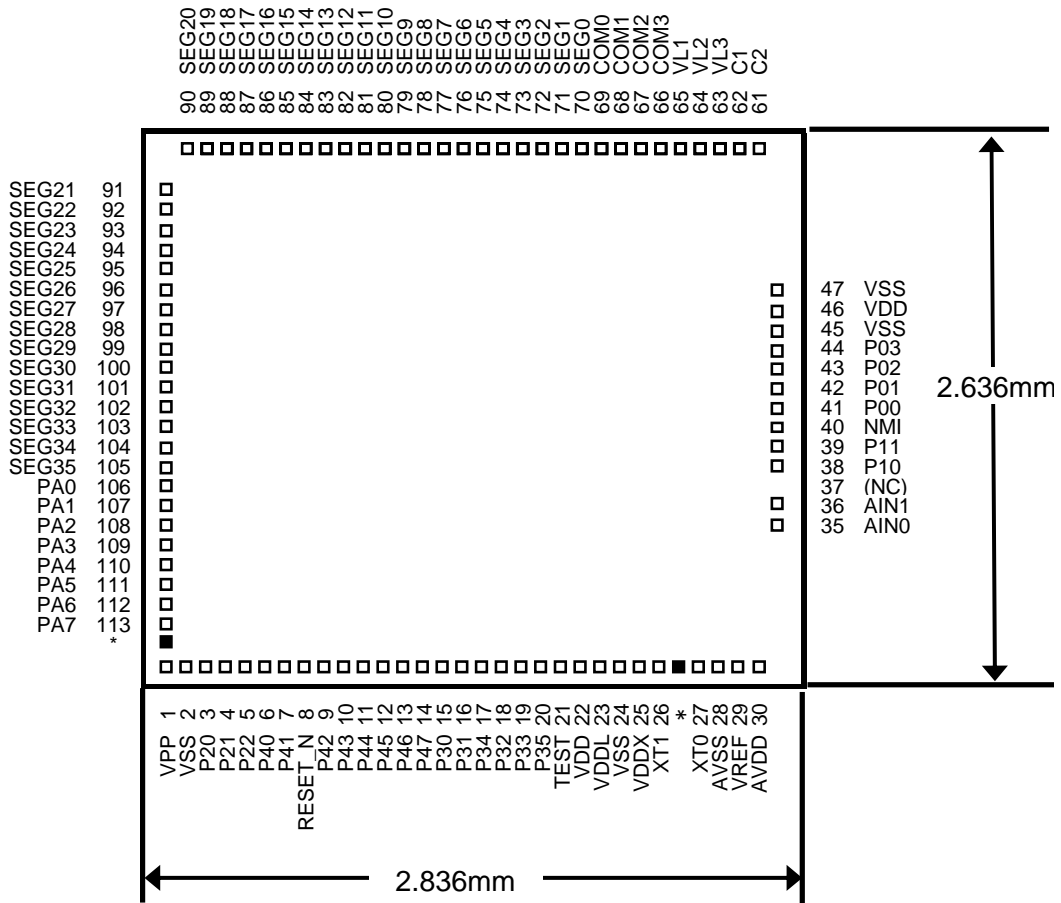 90 SEG20
89 SEG19
88 SEG18
87 SEG17
86 SEG16
85 SEG15
84 SEG14
83 SEG13
82 SEG12
81 SEG11
80 SEG10
79 SEG9
78 SEG8
77 SEG7
76 SEG6
75 SEG5
74 SEG4
73 SEG3
72 SEG2
71 SEG1
70 SEG0
69 COM0
68 COM1
67 COM2
66 COM3
65 VL1
64 VL2
63 VL3
62 C1
61 C2
SEG21 91
SEG22 92
SEG23 93
SEG24 94
SEG25 95
SEG26 96
SEG27 97
SEG28 98
SEG29 99
SEG30 100
SEG31 101
SEG32 102
SEG33 103
SEG34 104
SEG35 105
PA0 106
PA1 107
PA2 108
PA3 109
PA4 110
PA5 111
PA6 112
PA7 113
*
47 VSS
46 VDD
45 VSS
44 P03
43 P02
42 P01
41 P00
40 NMI
39 P11
38 P10
37 (NC)
36 AIN1
35 AIN0
2.636mm
VPP 1
VSS 2
P20 3
P21 4
P22 5
P40 6
P41 7
RESET_N 8
P42 9
P43 10
P44 11
P45 12
P46 13
P47 14
P30 15
P31 16
P34 17
P32 18
P33 19
P35 20
TEST 21
VDD 22
VDDL 23
VSS 24
VDDX 25
XT1 26
*
XT0 27
AVSS 28
VREF 29
AVDD 30
2.836mm